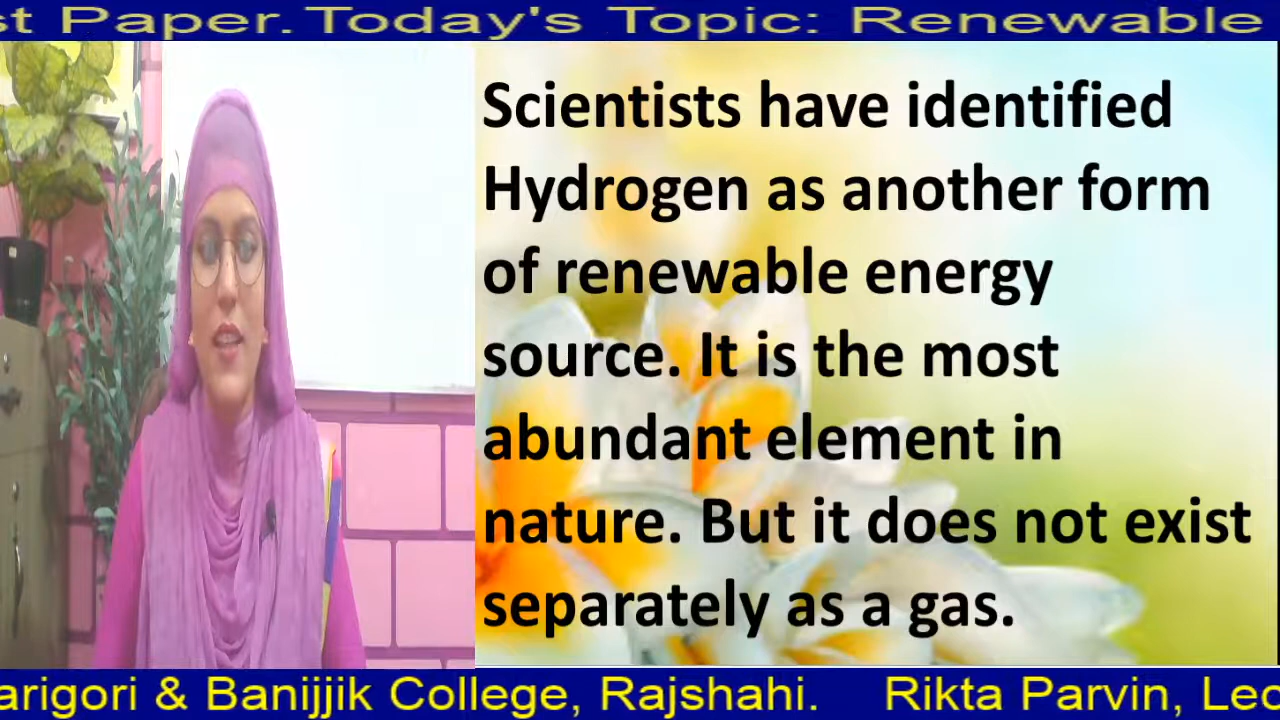 st Paper. Today's Topic: Renewable
Scientists have identified
Hydrogen as another form
of renewable energy
source. It is the most
abundant element in
nature. But it does not exist
separately as a gas.
arigori & Banijjik College, Rajshahi. Rikta Parvin, Lec